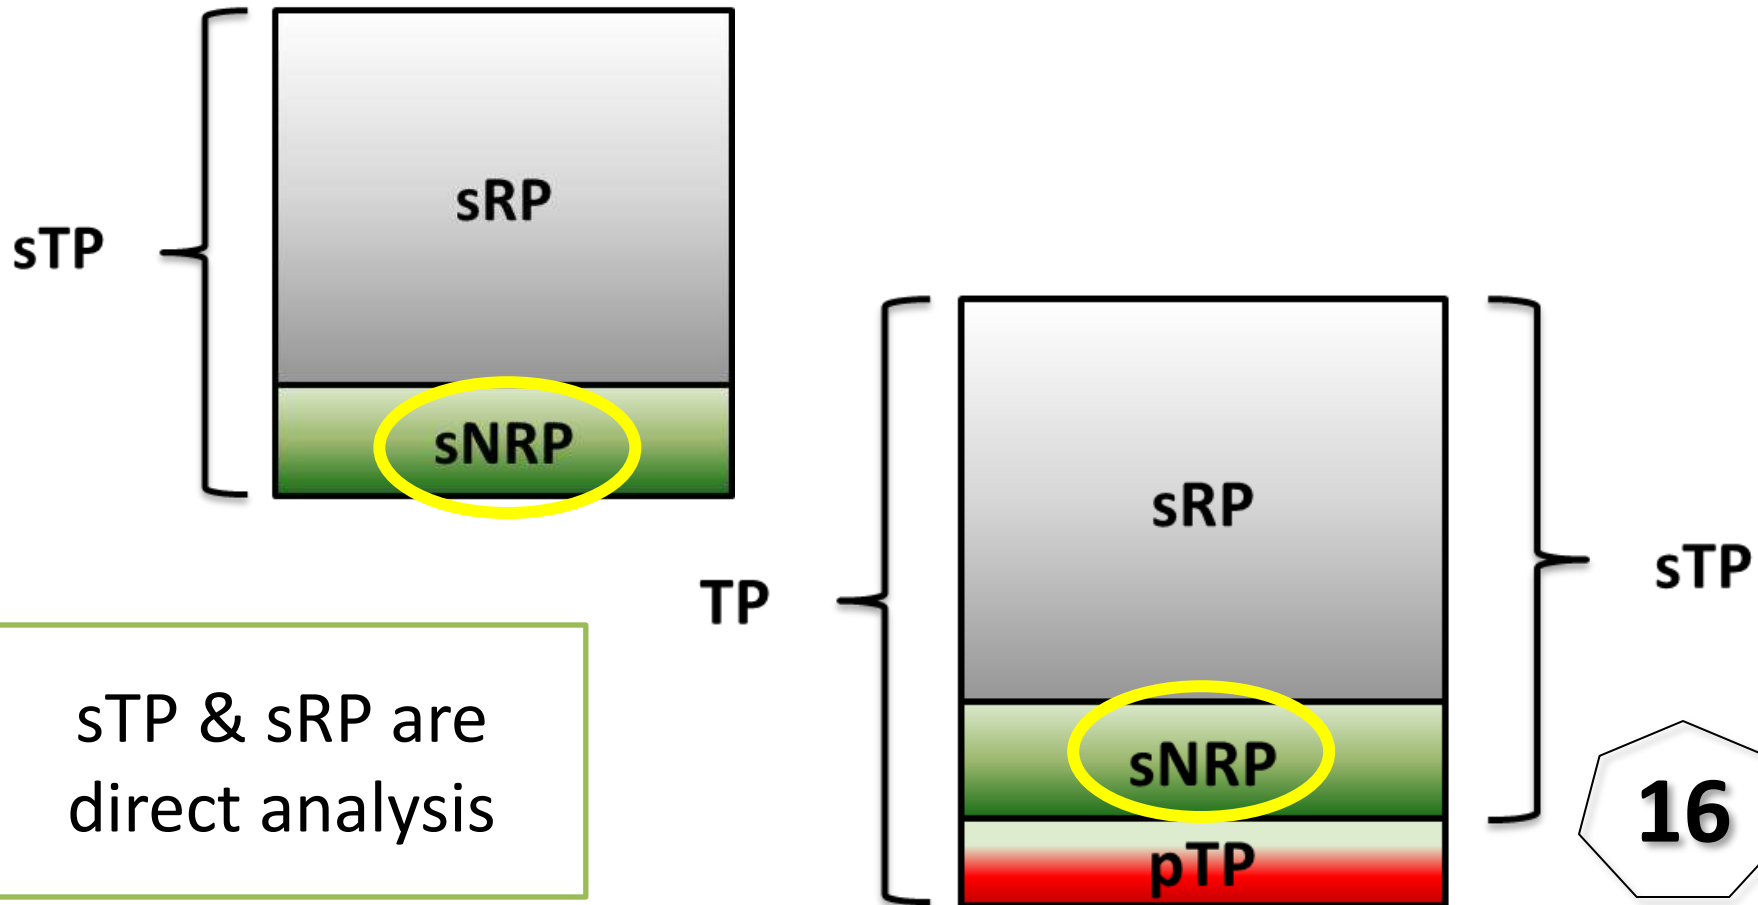 sTP
sRP
sNRP
TP
sRP
sNRP
pTP
sTP
sTP & sRP are
direct analysis
16